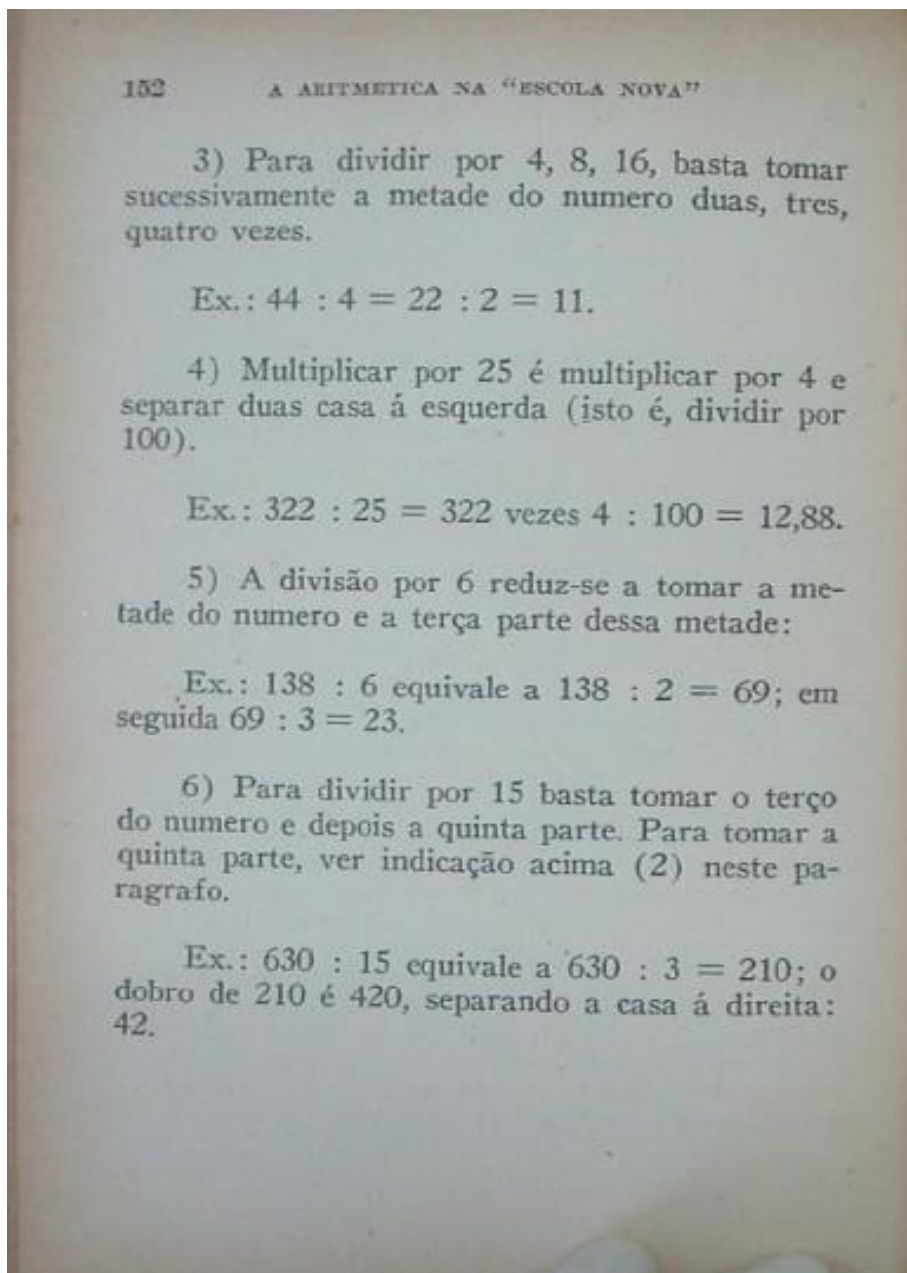 152 A ARITMETICA NA "ESCOLA NOVA"
3) Para dividir por 4, 8, 16, basta tomar
sucessivamente a metade do numero duas, tres,
quatro vezes.
Ex.: 44 : 4 = 22 : 2 = 11.
4) Multiplicar por 25 é multiplicar por 4 e
separar duas casa á esquerda (isto é, dividir por
100).
Ex.: 322 : 25 = 322 vezes 4 : 100 = 12,88.
5) A divisão por 6 reduz-se a tomar a me-
tade do numero e a terça parte dessa metade:
Ex.: 138 : 6 equivale a 138 : 2 = 69; em
seguida 69 : 3 = 23.
6) Para dividir por 15 basta tomar o terço
do numero e depois a quinta parte. Para tomar a
quinta parte, ver indicação acima (2) neste pa-
ragrafo.
Ex.: 630 : 15 equivale a 630 : 3 = 210; o
dobro de 210 é 420, separando a casa á direita:
42.